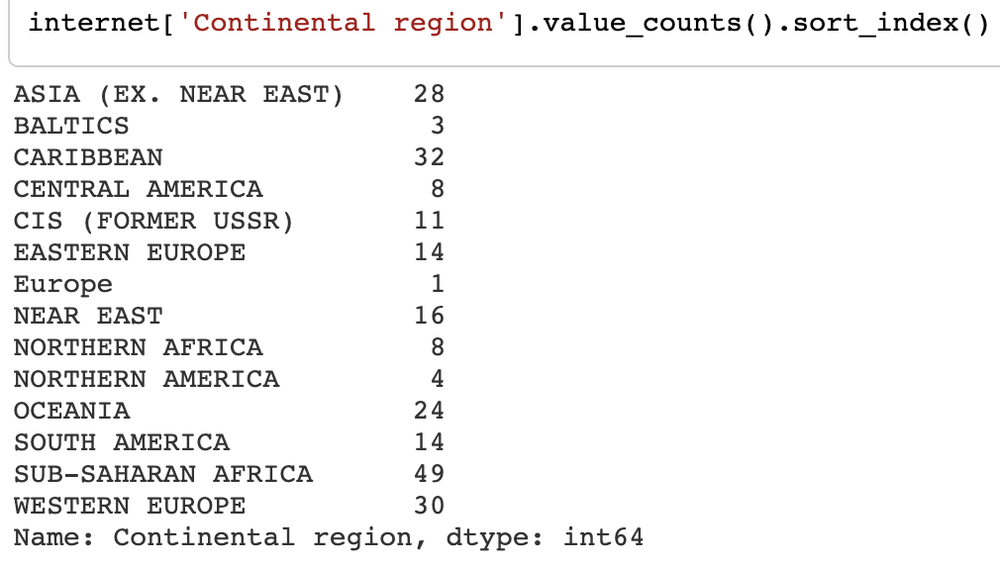 internet['Continental region'].value_counts().sort_index()
ASIA (EX. NEAR EAST) 28
BALTICS 3
CARIBBEAN 32
CENTRAL AMERICA 8
CIS (FORMER USSR) 11
EASTERN EUROPE 14
Europe 1
NEAR EAST 16
NORTHERN AFRICA 8
NORTHERN AMERICA 4
OCEANIA 24
SOUTH AMERICA 14
SUB-SAHARAN AFRICA 49
WESTERN EUROPE 30
Name: Continental region, dtype: int64